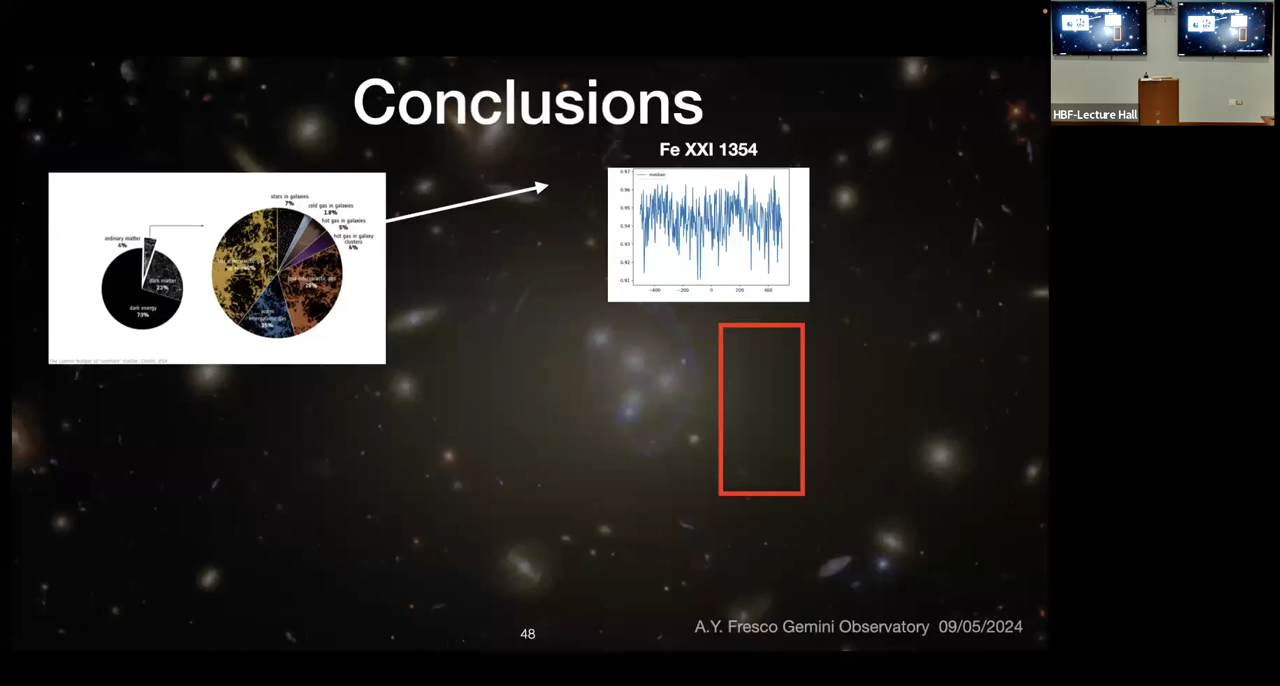 Conclusions
Fe XXI 1354
median
0.97
0.96
0.95
0.94
0.93
0.92
0.91
−400 −200 0 200 400
stars in galaxies
7%
cold gas in galaxies
1.8%
hot gas in galaxies
5%
hot gas in galaxy
clusters
4%
ordinary matter
4%
dark matter
23%
dark energy
73%
warm
intergalactic gas
HBF-Lecture Hall
Conclusions
Conclusions
48
A.Y. Fresco Gemini Observatory 09/05/2024